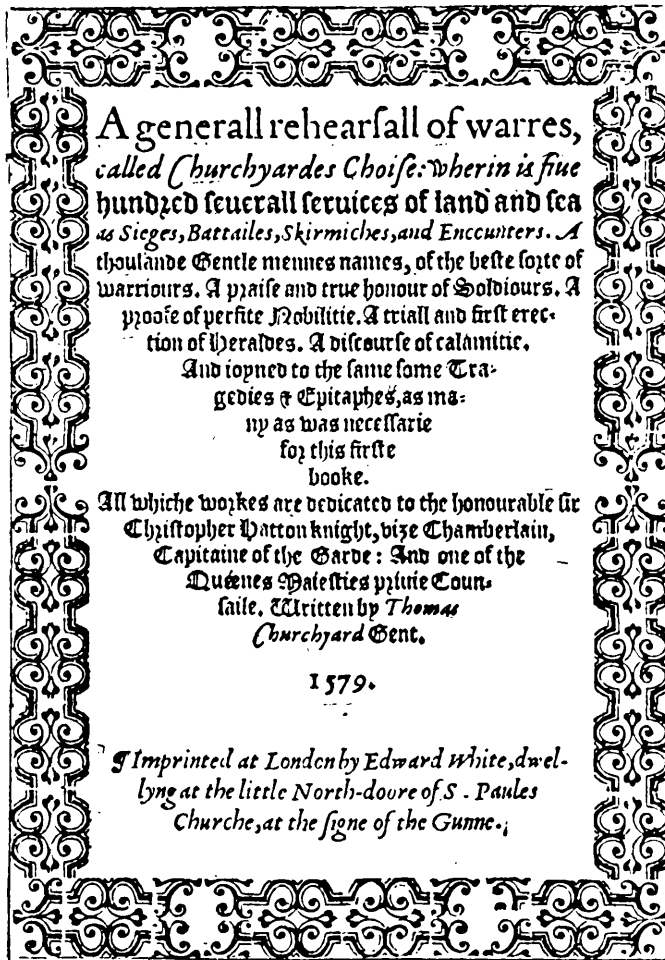 A generall rehearſall of warres,
called Churchyardes Choiſe: wherin is fiue
hundred ſeuerall ſeruices of land and ſea
as Sieges, Battailes, Skirmiches, and Encounters. A
thouſande Gentle mennes names, of the beſte ſorte of
warriours. A praiſe and true honour of Soldiours. A
prooſe of perfite Nobilitie. A triall and firſt erec-
tion of Heraldes. A diſcourſe of calamitie.
And ioyned to the ſame ſome Tra-
gedies & Epitaphes, as ma-
ny as was neceſſarie
for this firſte
booke.
All whiche workes are dedicated to the honourable ſir
Chriſtopher Hatton knight, vize Chamberlain,
Capitaine of the Garde: And one of the
Quéenes Maieſties priuie Coun-
ſaile. Written by Thomas
Churchyard Gent.
1579.
¶ Imprinted at London by Edward White, dwel-
lyng at the little North-doore of S. Paules
Churche, at the ſigne of the Gunne.